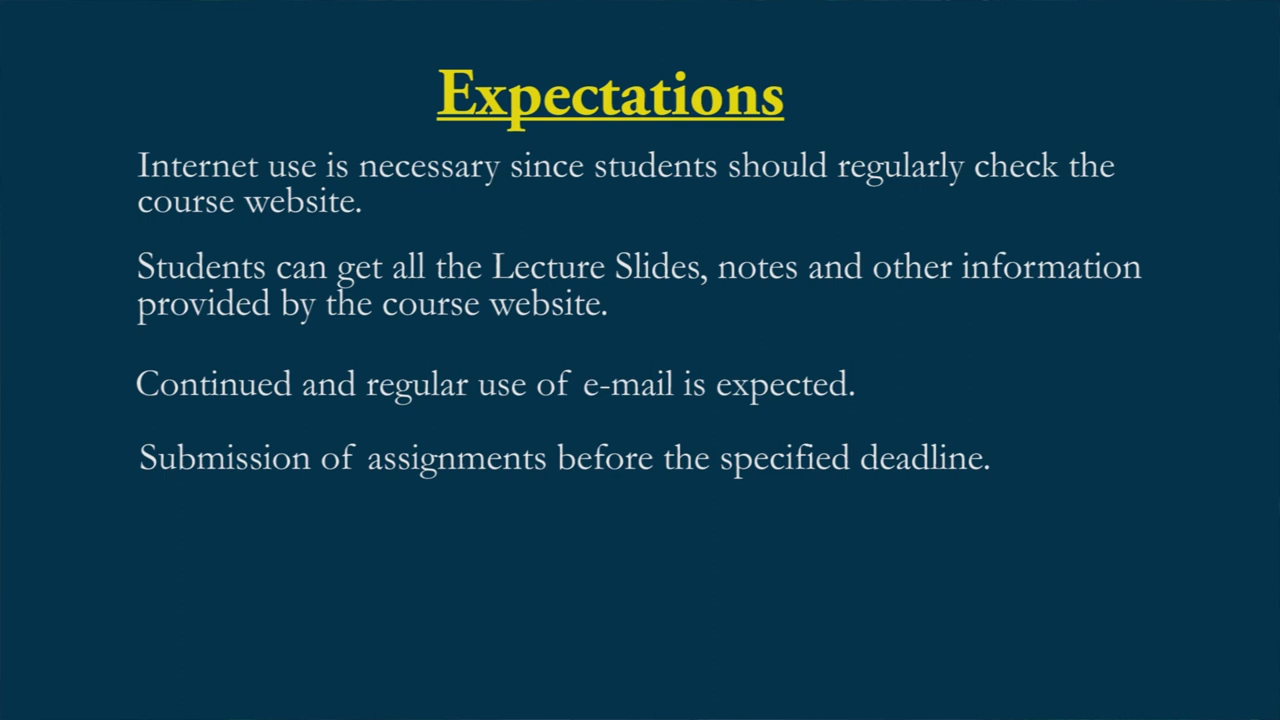 Expectations
Internet use is necessary since students should regularly check the
course website.
Students can get all the Lecture Slides, notes and other information
provided by the course website.
Continued and regular use of e-mail is expected.
Submission of assignments before the specified deadline.